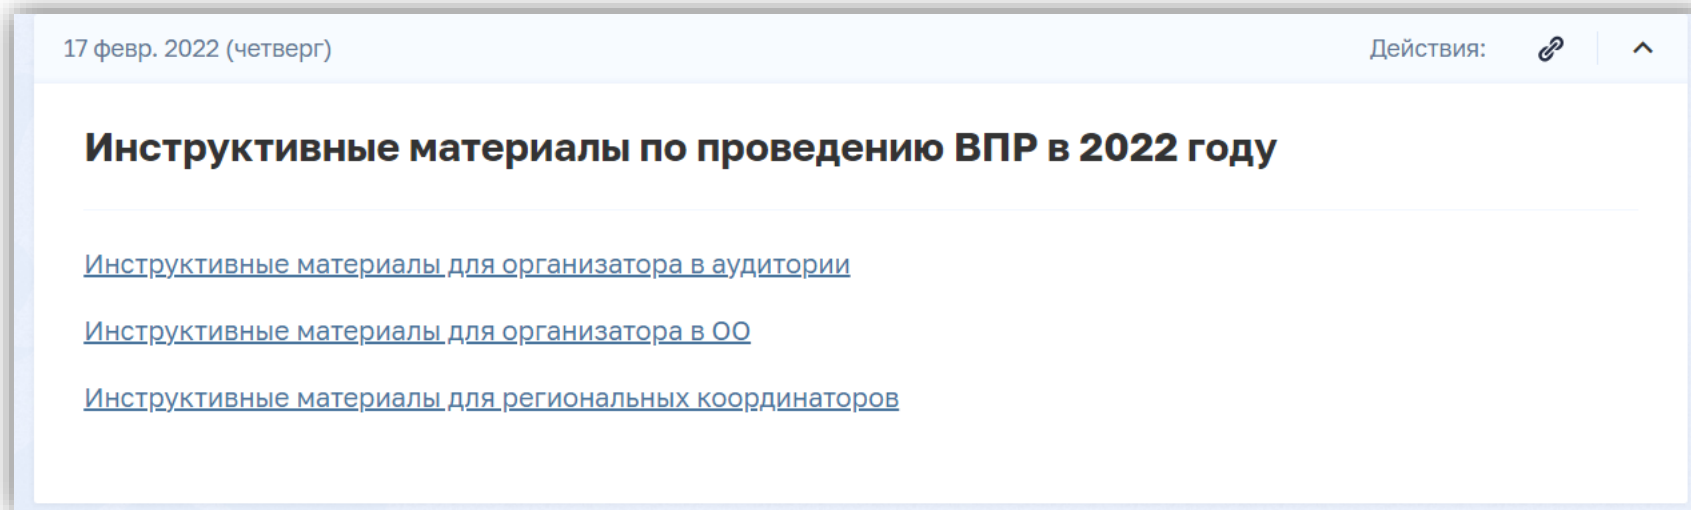 17 февр. 2022 (четверг) Действия:
Инструктивные материалы по проведению ВПР в 2022 году
Инструктивные материалы для организатора в аудитории
Инструктивные материалы для организатора в ОО
Инструктивные материалы для региональных координаторов